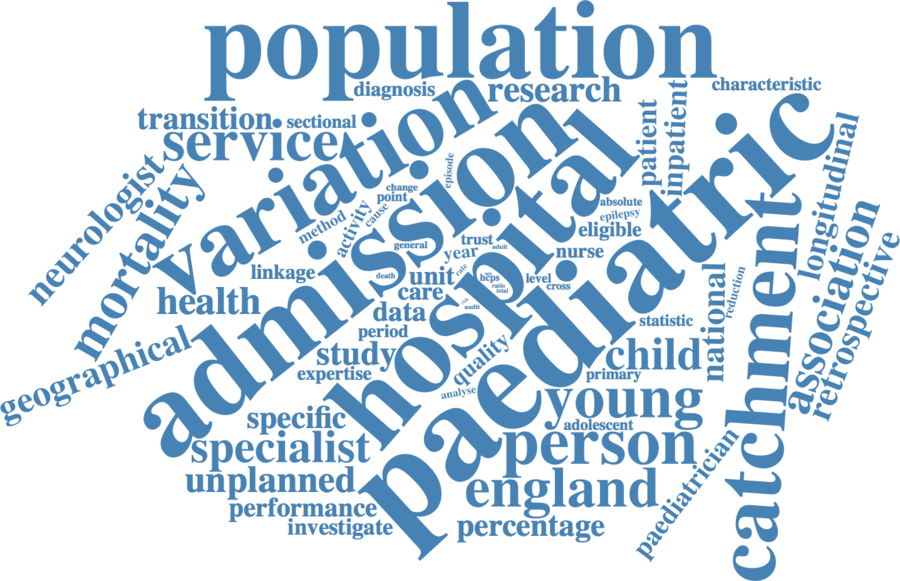 population
diagnosis
research
characteristic
transition
sectional
service
variation
admission
hospital
paediatric
patient
inpatient
longitudinal
neurologist
mortality
episode
change
point
cause
activity
method
general
absolute
epilepsy
eligible
trust
adult
year
nurse
linkage
death
unit
rate
hcps
ratio
total
level
cross
health
care
data
risk
audit
period
national
reduction
statistic
catchment
association
retrospective
geographical
study
expertise
quality
analyse
child
primary
young
adolescent
specific
specialist
person
unplanned
england
paediatrician
performance
investigate
percentage